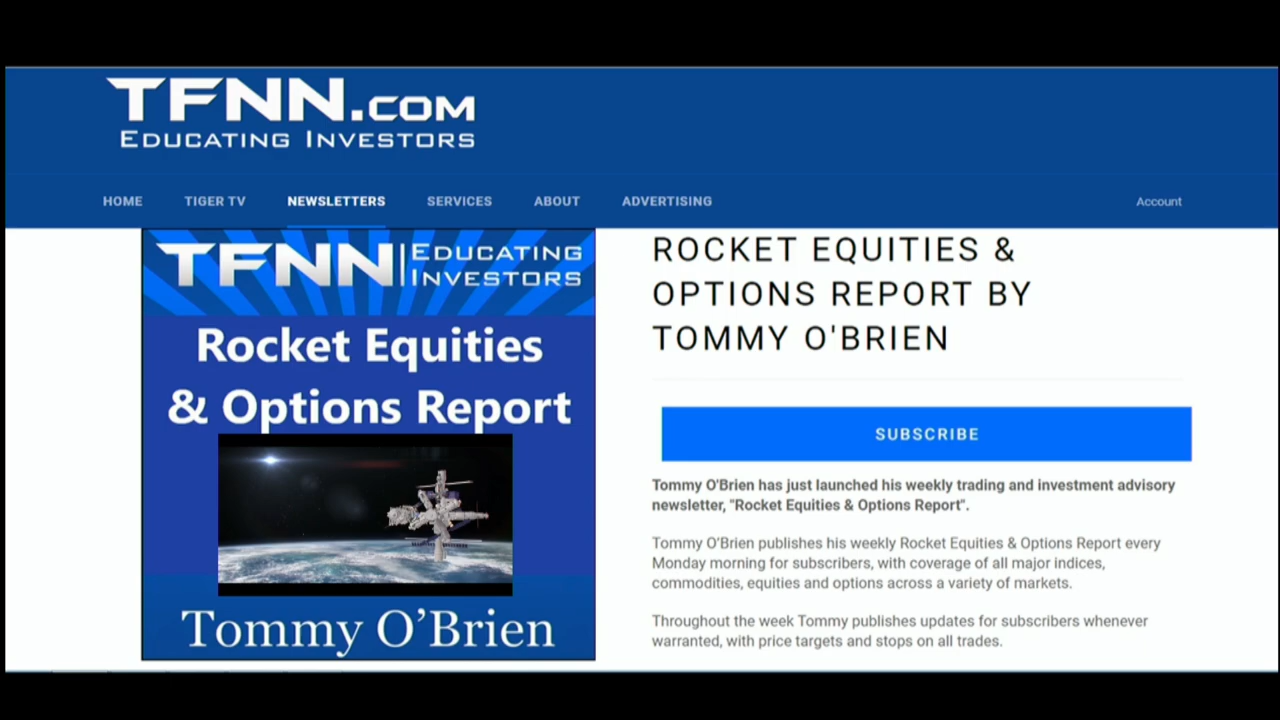 TFNN.COM
EDUCATING INVESTORS
HOME TIGER TV NEWSLETTERS SERVICES ABOUT ADVERTISING Account
TFNN EDUCATING
INVESTORS
Rocket Equities
& Options Report
Tommy O’Brien
ROCKET EQUITIES &
OPTIONS REPORT BY
TOMMY O'BRIEN
SUBSCRIBE
Tommy O'Brien has just launched his weekly trading and investment advisory
newsletter, "Rocket Equities & Options Report".
Tommy O’Brien publishes his weekly Rocket Equities & Options Report every
Monday morning for subscribers, with coverage of all major indices,
commodities, equities and options across a variety of markets.
Throughout the week Tommy publishes updates for subscribers whenever
warranted, with price targets and stops on all trades.